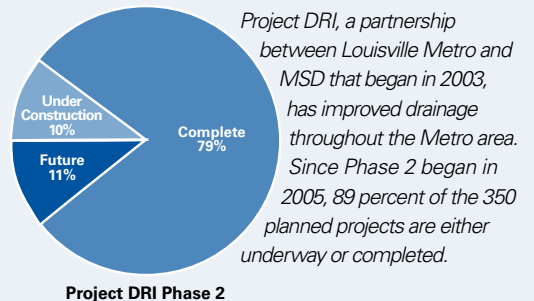 Under
Construction
10%
Future
11%
Complete
79%
Project DRI Phase 2
Project DRI, a partnership
between Louisville Metro and
MSD that began in 2003,
has improved drainage
throughout the Metro area.
Since Phase 2 began in
2005, 89 percent of the 350
planned projects are either
underway or completed.